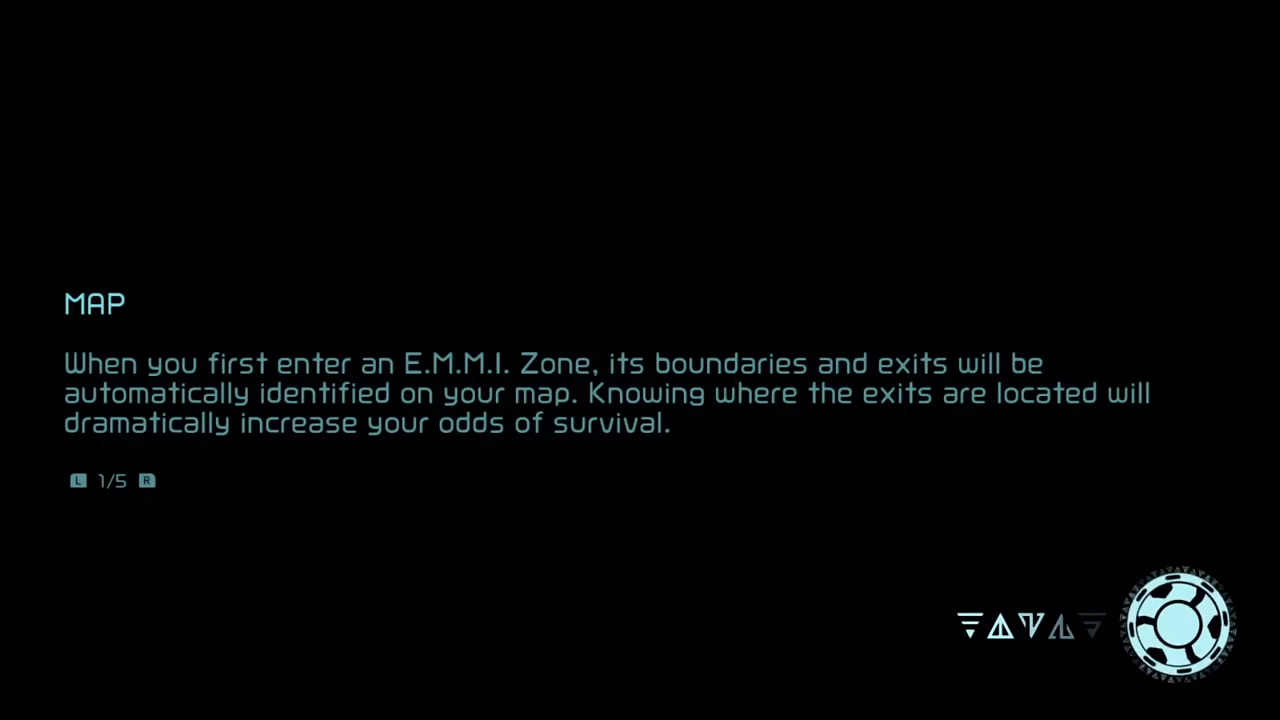 MAP
When you first enter an E.M.M.I. Zone, its boundaries and exits will be
automatically identified on your map. Knowing where the exits are located will
dramatically increase your odds of survival.
L 1/5 R